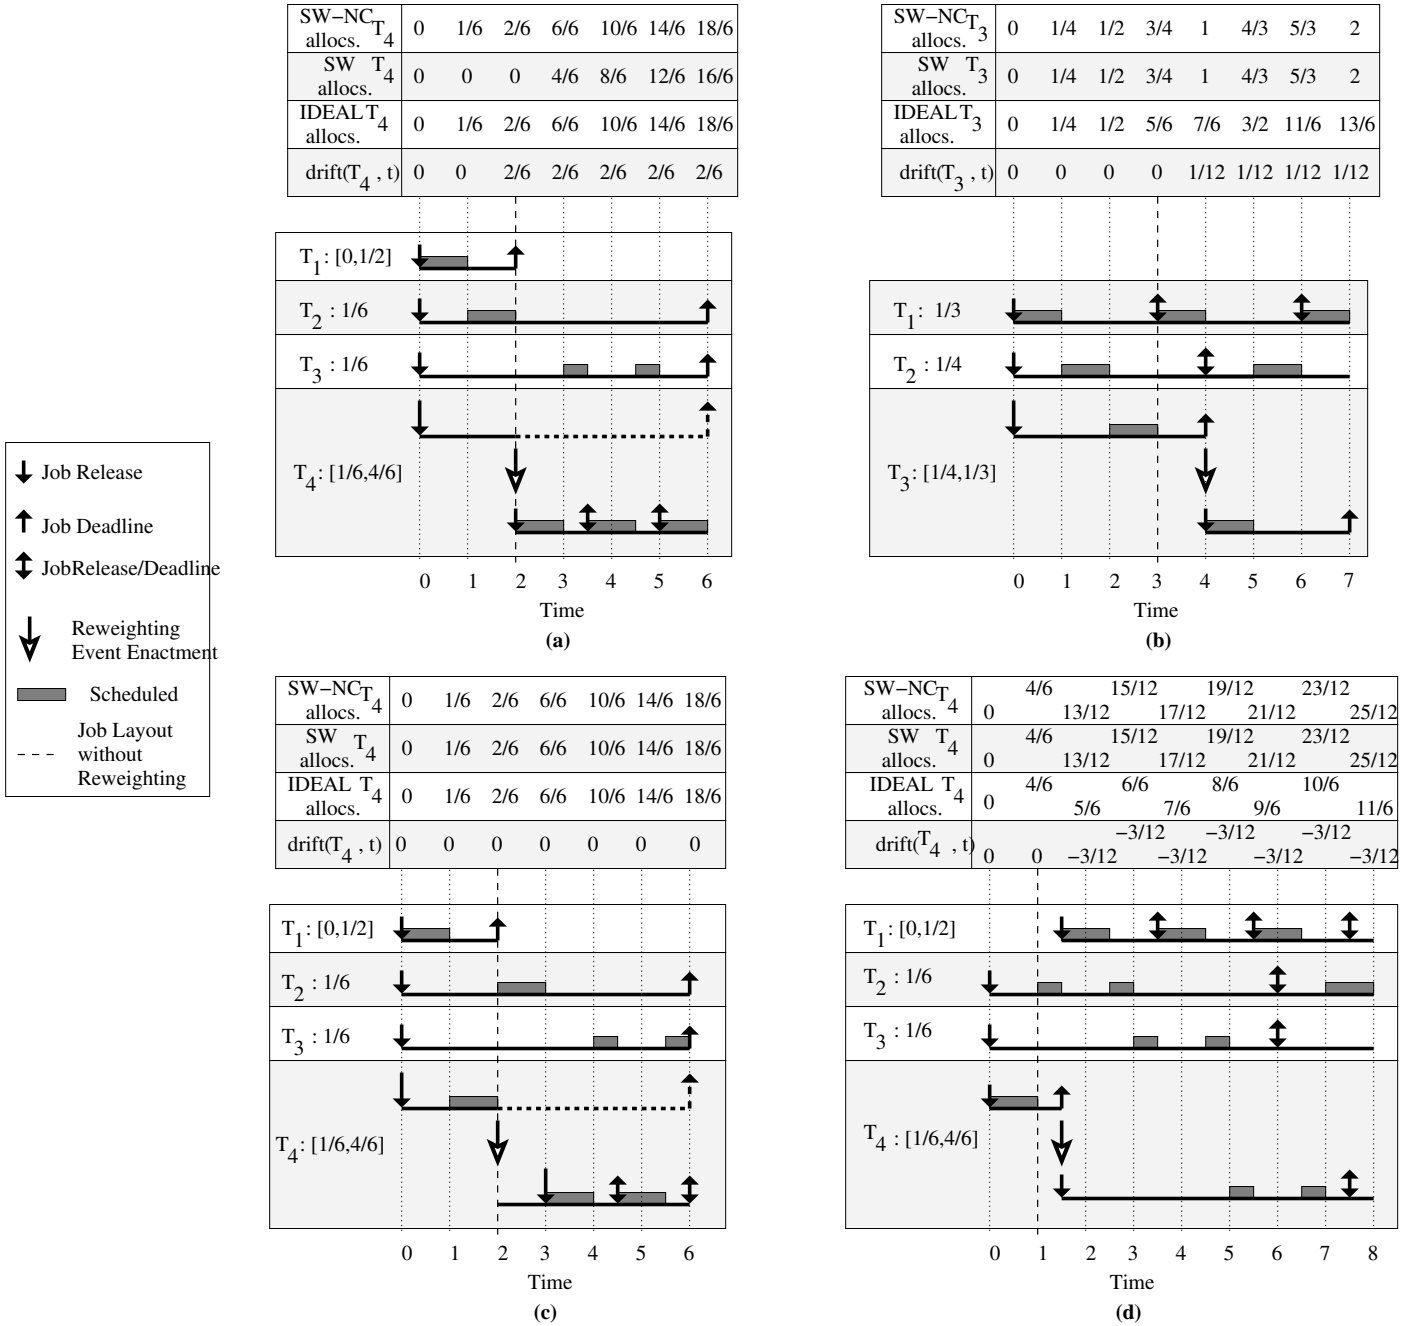 SW−NC T4 allocs. 0 1/6 2/6 6/6 10/6 14/6 18/6
SW T4 allocs. 0 0 0 4/6 8/6 12/6 16/6
IDEAL T4 allocs. 0 1/6 2/6 6/6 10/6 14/6 18/6
drift(T4 , t) 0 0 2/6 2/6 2/6 2/6 2/6
T1 : [0,1/2]
T2 : 1/6
T3 : 1/6
T4 : [1/6,4/6]
0 1 2 3 4 5 6
Time
(a)
SW−NC T3 allocs. 0 1/4 1/2 3/4 1 4/3 5/3 2
SW T3 allocs. 0 1/4 1/2 3/4 1 4/3 5/3 2
IDEAL T3 allocs. 0 1/4 1/2 5/6 7/6 3/2 11/6 13/6
drift(T3 , t) 0 0 0 0 1/12 1/12 1/12 1/12
T1 : 1/3
T2 : 1/4
T3 : [1/4,1/3]
0 1 2 3 4 5 6 7
Time
(b)
Job Release
Job Deadline
JobRelease/Deadline
Reweighting
Event Enactment
Scheduled
Job Layout
without
Reweighting
SW−NC T4 allocs. 0 1/6 2/6 6/6 10/6 14/6 18/6
SW T4 allocs. 0 1/6 2/6 6/6 10/6 14/6 18/6
IDEAL T4 allocs. 0 1/6 2/6 6/6 10/6 14/6 18/6
drift(T4 , t) 0 0 0 0 0 0 0
T1 : [0,1/2]
T2 : 1/6
T3 : 1/6
T4 : [1/6,4/6]
0 1 2 3 4 5 6
Time
(c)
SW−NC T4 allocs. 0 4/6 13/12 15/12 17/12 19/12 21/12 23/12 25/12
SW T4 allocs. 0 4/6 13/12 15/12 17/12 19/12 21/12 23/12 25/12
IDEAL T4 allocs. 0 4/6 5/6 6/6 7/6 8/6 9/6 10/6 11/6
drift(T4 , t) 0 0 −3/12 −3/12 −3/12 −3/12 −3/12 −3/12 −3/12
T1 : [0,1/2]
T2 : 1/6
T3 : 1/6
T4 : [1/6,4/6]
0 1 2 3 4 5 6 7 8
Time
(d)